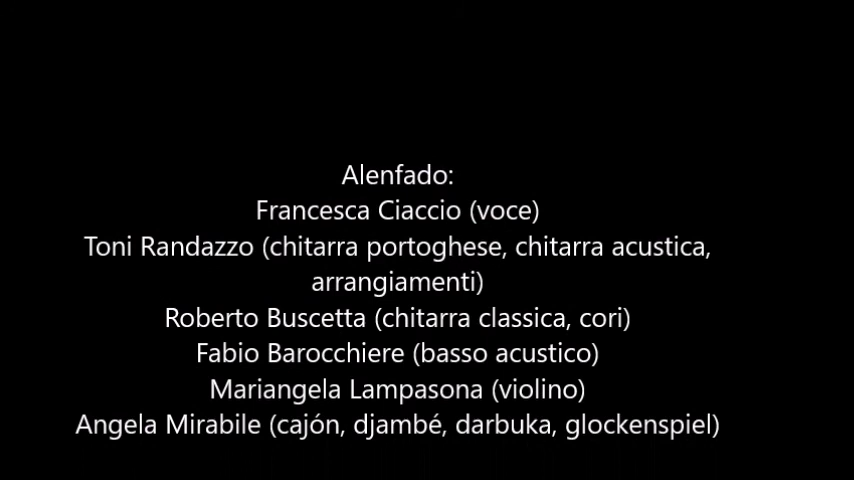 Alenfado:
Francesca Ciaccio (voce)
Toni Randazzo (chitarra portoghese, chitarra acustica,
arrangiamenti)
Roberto Buscetta (chitarra classica, cori)
Fabio Barocchiere (basso acustico)
Mariangela Lampasona (violino)
Angela Mirabile (cajón, djambé, darbuka, glockenspiel)